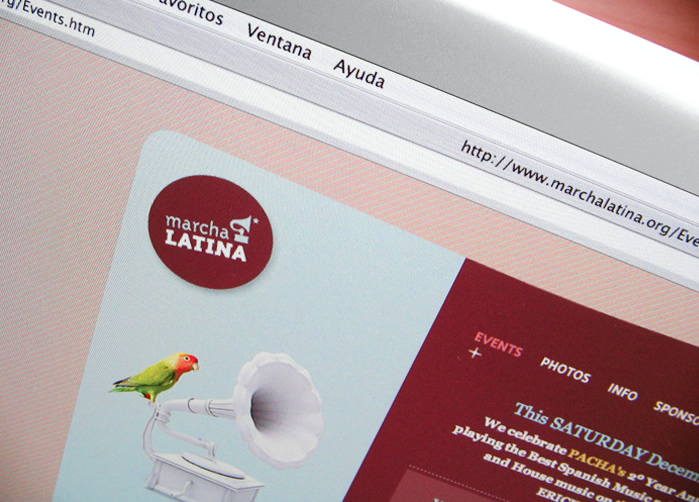 avoritos Ventana Ayuda
rg/Events.htm
http://www.marchalatina.org/Eve
marcha
LATINA
EVENTS PHOTOS INFO SPONSO
+
This SATURDAY Decem
We celebrate PACHA's 2º Year A
playing the Best Spanish Music
and House music
ERIC